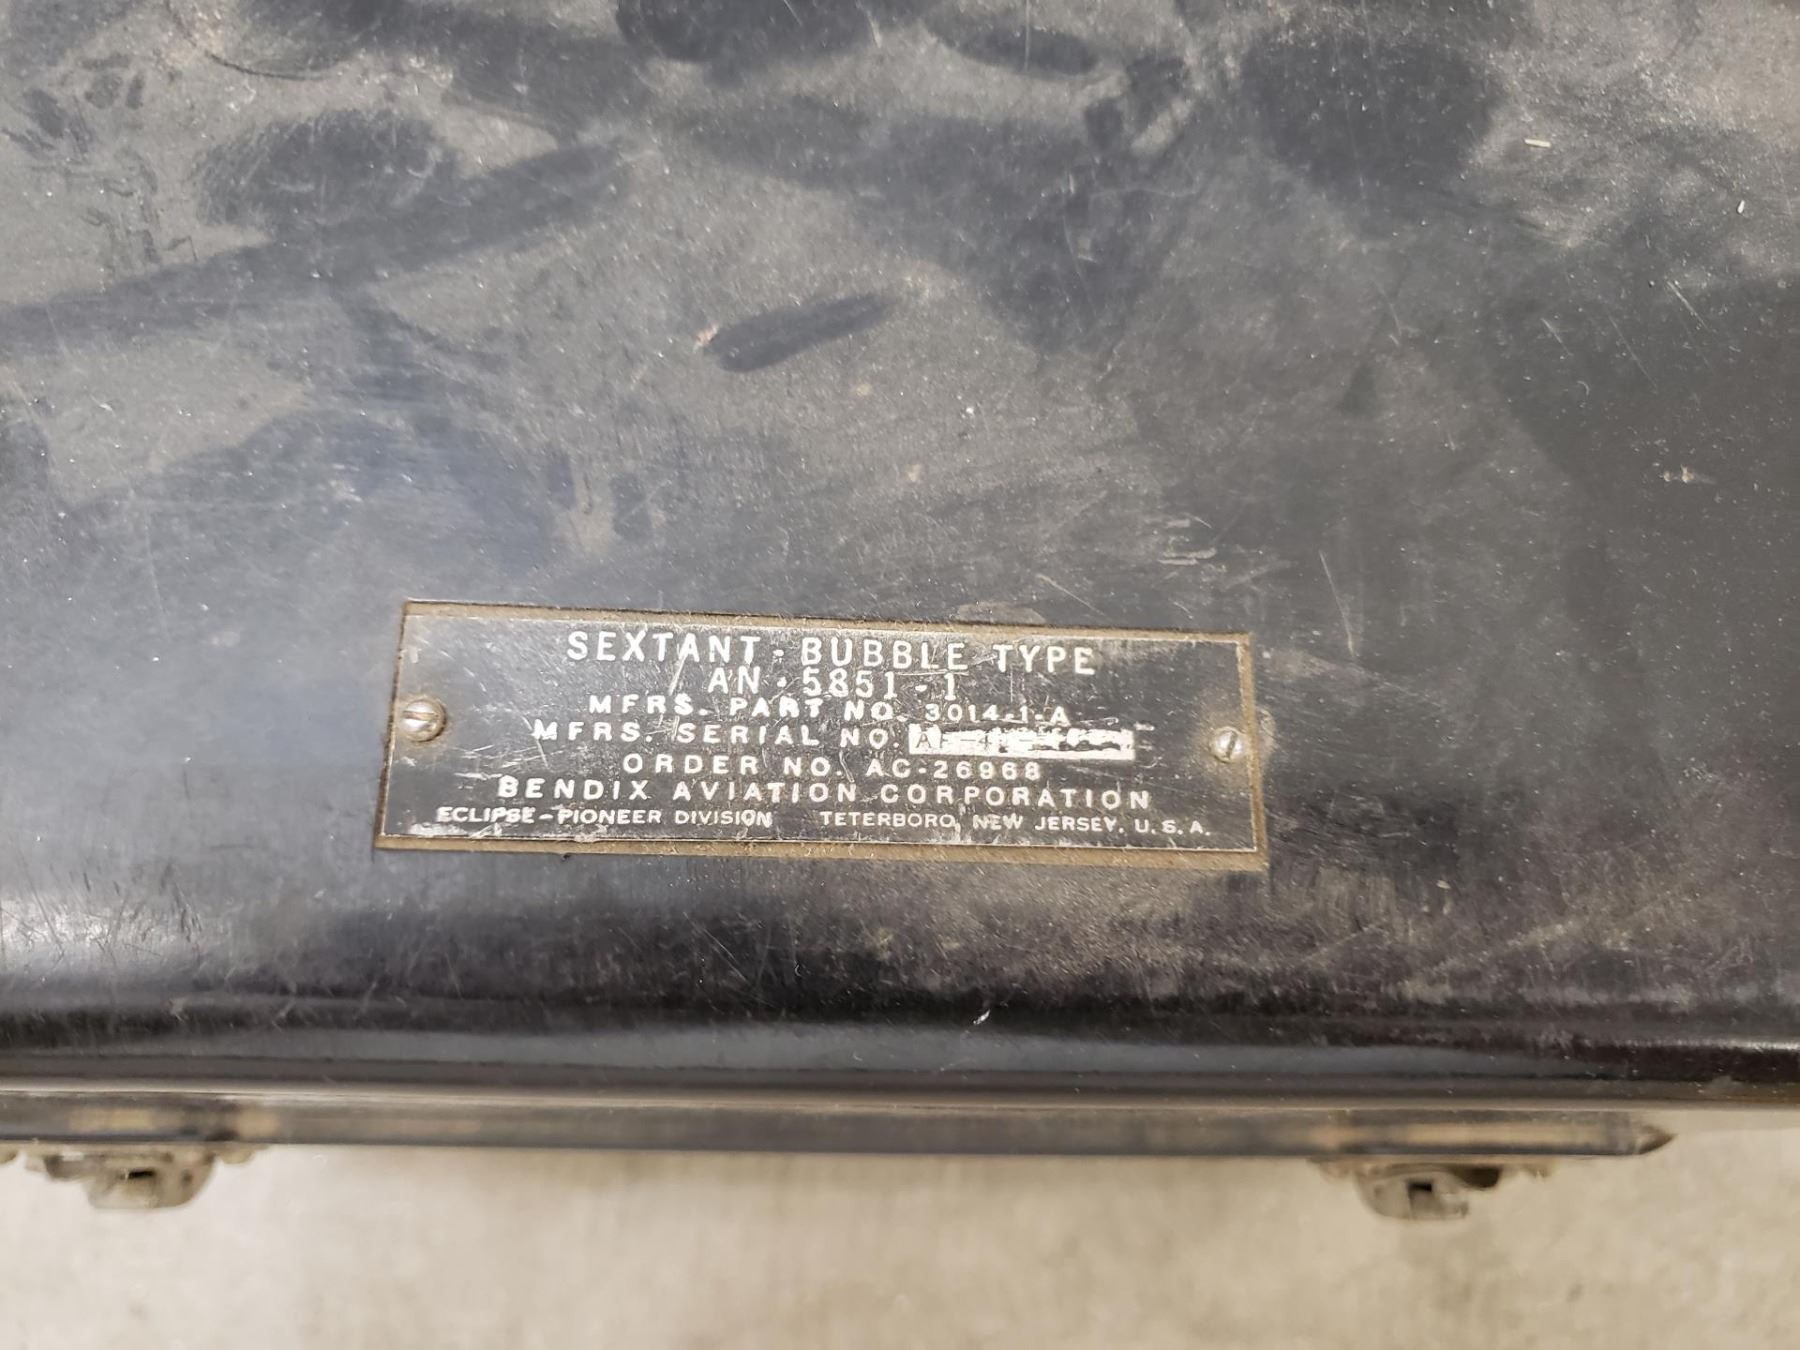 SEXTANT - BUBBLE TYPE
AN - 5851 - 1
MFRS. PART NO. 3014-1-A
MFRS. SERIAL NO.
ORDER NO. AC-26968
BENDIX AVIATION CORPORATION
ECLIPSE-PIONEER DIVISION TETERBORO, NEW JERSEY, U. S. A.